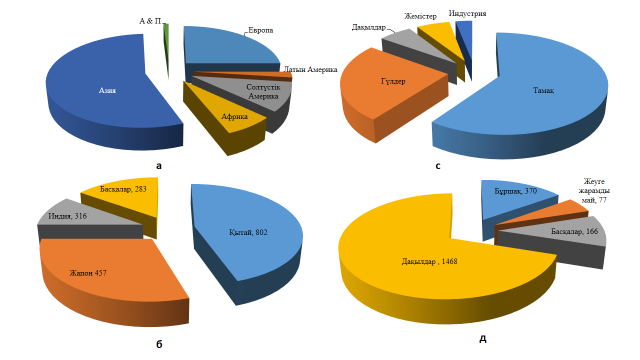 А & П
Европа
Латын Америка
Солтүстік
Америка
Африка
Азия
а
Индустрия
Жемістер
Дақылдар
Гүлдер
Тамақ
с
Басқалар, 283
Индия, 316
Қытай, 802
Жапон 457
б
Бұршақ, 370
Жеуге
жарамды
май, 77
Басқалар, 166
Дақылдар , 1468
д